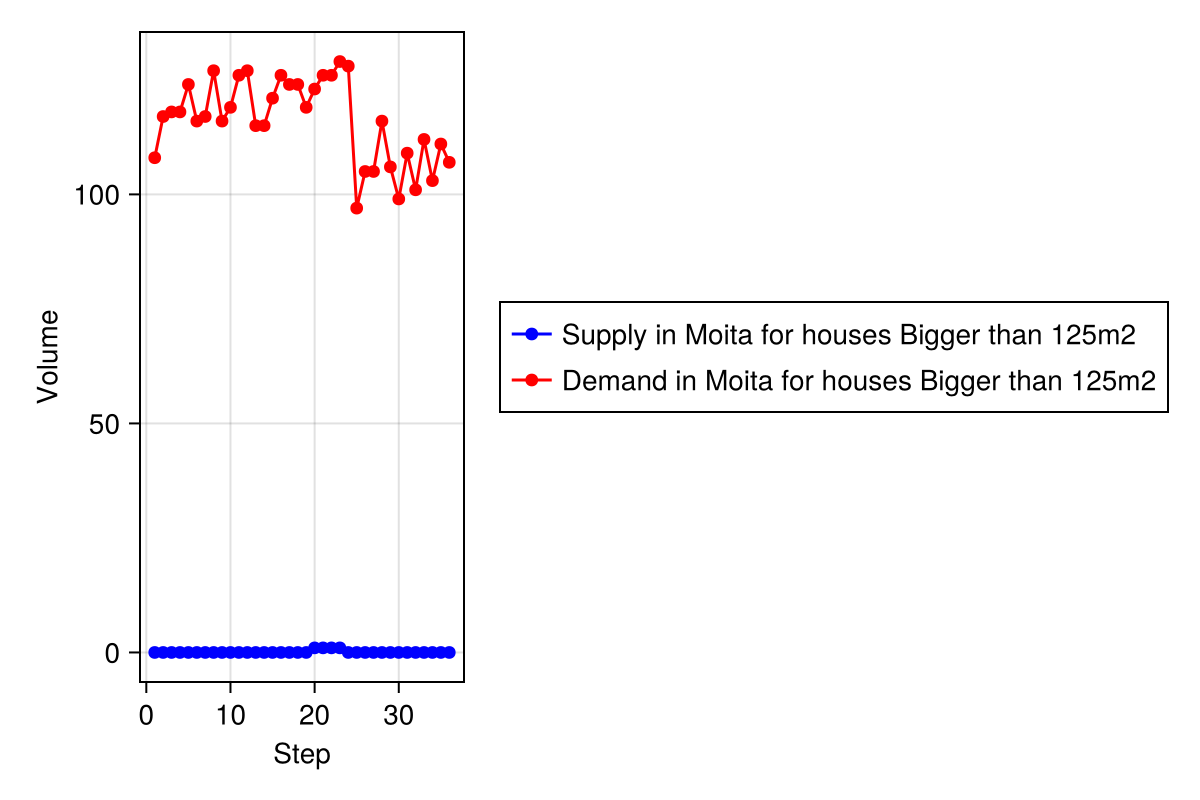 Volume
100
50
0
0 10 20 30
Step
Supply in Moita for houses Bigger than 125m2
Demand in Moita for houses Bigger than 125m2